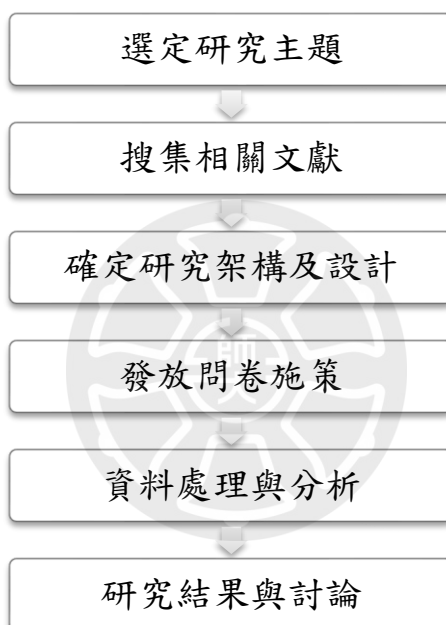 選定研究主題
搜集相關文獻
確定研究架構及設計
發放問卷施策
資料處理與分析
研究結果與討論
師大